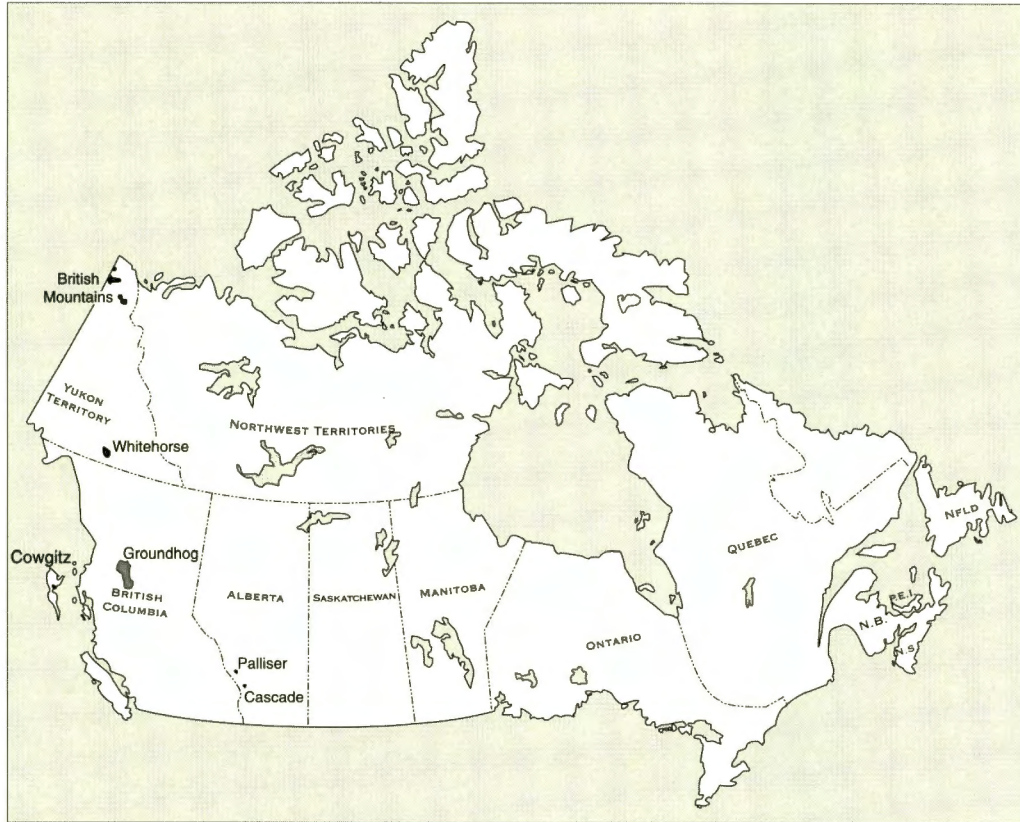 British
Mountains
YUKON
TERRITORY
NORTHWEST TERRITORIES
Whitehorse
Cowgitz
Groundhog
BRITISH
COLUMBIA
ALBERTA
SASKATCHEWAN
MANITOBA
Palliser
Cascade
ONTARIO
QUEBEC
NFLD
P.E.I.
N.B.
N.S.